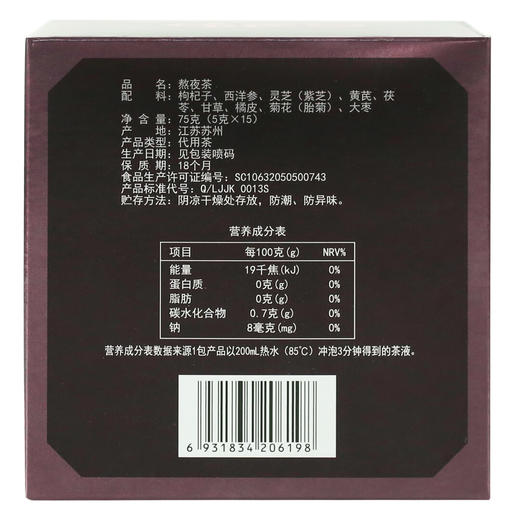 品　　名：熬夜茶
配　　料：枸杞子、西洋参、灵芝（紫芝）、黄芪、茯
苓、甘草、橘皮、菊花（胎菊）、大枣
净 含 量：75克（5克×15）
产　　地：江苏苏州
产品类型：代用茶
生产日期：见包装喷码
保 质 期：18个月
食品生产许可证编号：SC10632050500743
产品标准代号：Q/LJJK 0013S
贮存方法：阴凉干燥处存放，防潮、防异味。
营养成分表
项目 每100克(g) NRV%
能量 19千焦(kJ) 0%
蛋白质 0克(g) 0%
脂肪 0克(g) 0%
碳水化合物 0.7克(g) 0%
钠 8毫克(mg) 0%
营养成分表数据来源1包产品以200mL热水（85℃）冲泡3分钟得到的茶液。
6 931834 206198